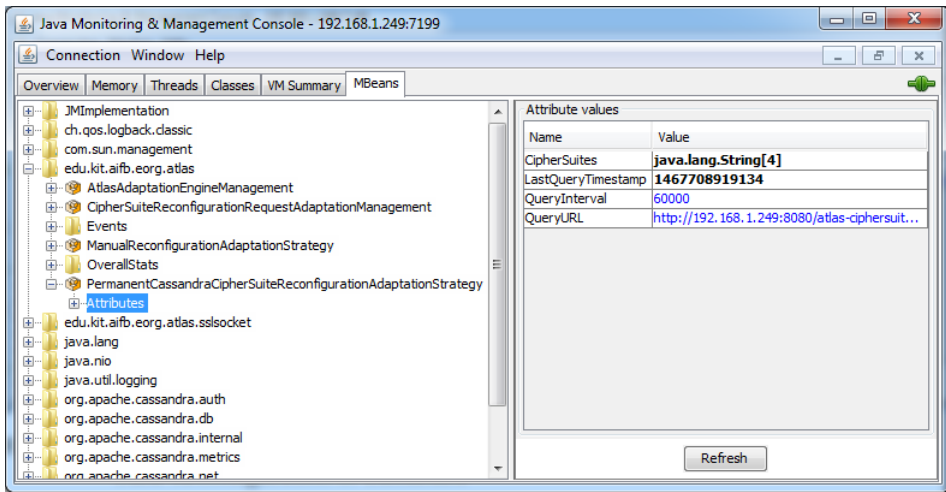 Java Monitoring & Management Console - 192.168.1.249:7199
Connection Window Help
Overview Memory Threads Classes VM Summary MBeans
JMImplementation
ch.qos.logback.classic
com.sun.management
edu.kit.aifb.eorg.atlas
AtlasAdaptationEngineManagement
CipherSuiteReconfigurationRequestAdaptationManagement
Events
ManualReconfigurationAdaptationStrategy
OverallStats
PermanentCassandraCipherSuiteReconfigurationAdaptationStrategy
Attributes
edu.kit.aifb.eorg.atlas.sslsocket
java.lang
java.nio
java.util.logging
org.apache.cassandra.auth
org.apache.cassandra.db
org.apache.cassandra.internal
org.apache.cassandra.metrics
org.apache.cassandra.net
Attribute values
Name Value
CipherSuites java.lang.String[4]
LastQueryTimestamp 1467708919134
QueryInterval 60000
QueryURL http://192.168.1.249:8080/atlas-ciphersuit...
Refresh